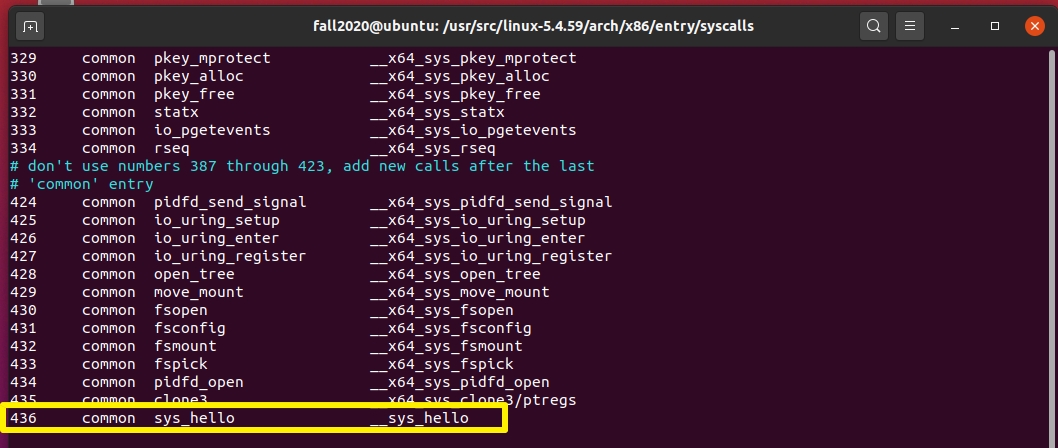 fall2020@ubuntu: /usr/src/linux-5.4.59/arch/x86/entry/syscalls
329 common pkey_mprotect __x64_sys_pkey_mprotect
330 common pkey_alloc __x64_sys_pkey_alloc
331 common pkey_free __x64_sys_pkey_free
332 common statx __x64_sys_statx
333 common io_pgetevents __x64_sys_io_pgetevents
334 common rseq __x64_sys_rseq
# don't use numbers 387 through 423, add new calls after the last
# 'common' entry
424 common pidfd_send_signal __x64_sys_pidfd_send_signal
425 common io_uring_setup __x64_sys_io_uring_setup
426 common io_uring_enter __x64_sys_io_uring_enter
427 common io_uring_register __x64_sys_io_uring_register
428 common open_tree __x64_sys_open_tree
429 common move_mount __x64_sys_move_mount
430 common fsopen __x64_sys_fsopen
431 common fsconfig __x64_sys_fsconfig
432 common fsmount __x64_sys_fsmount
433 common fspick __x64_sys_fspick
434 common pidfd_open __x64_sys_pidfd_open
435 common clone3 __x64_sys_clone3/ptregs
436 common sys_hello __sys_hello